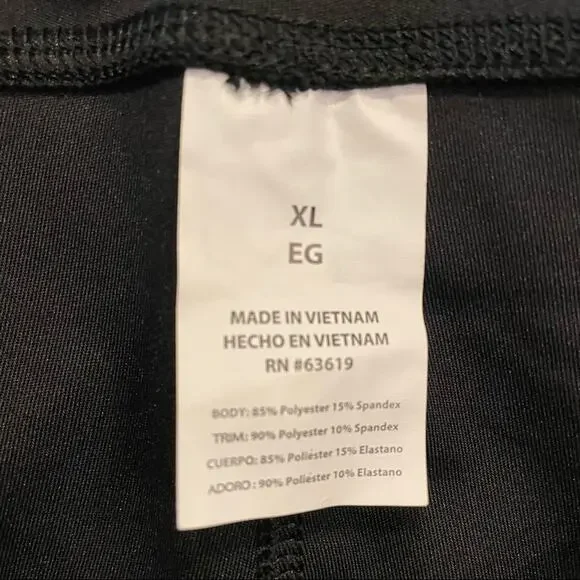 XL
EG
MADE IN VIETNAM
HECHO EN VIETNAM
RN #63619
BODY: 85% Polyester 15% Spandex
TRIM: 90% Polyester 10% Spandex
CUERPO: 85% Poliéster 15% Elastano
ADORO : 90% Poliéster 10% Elastano